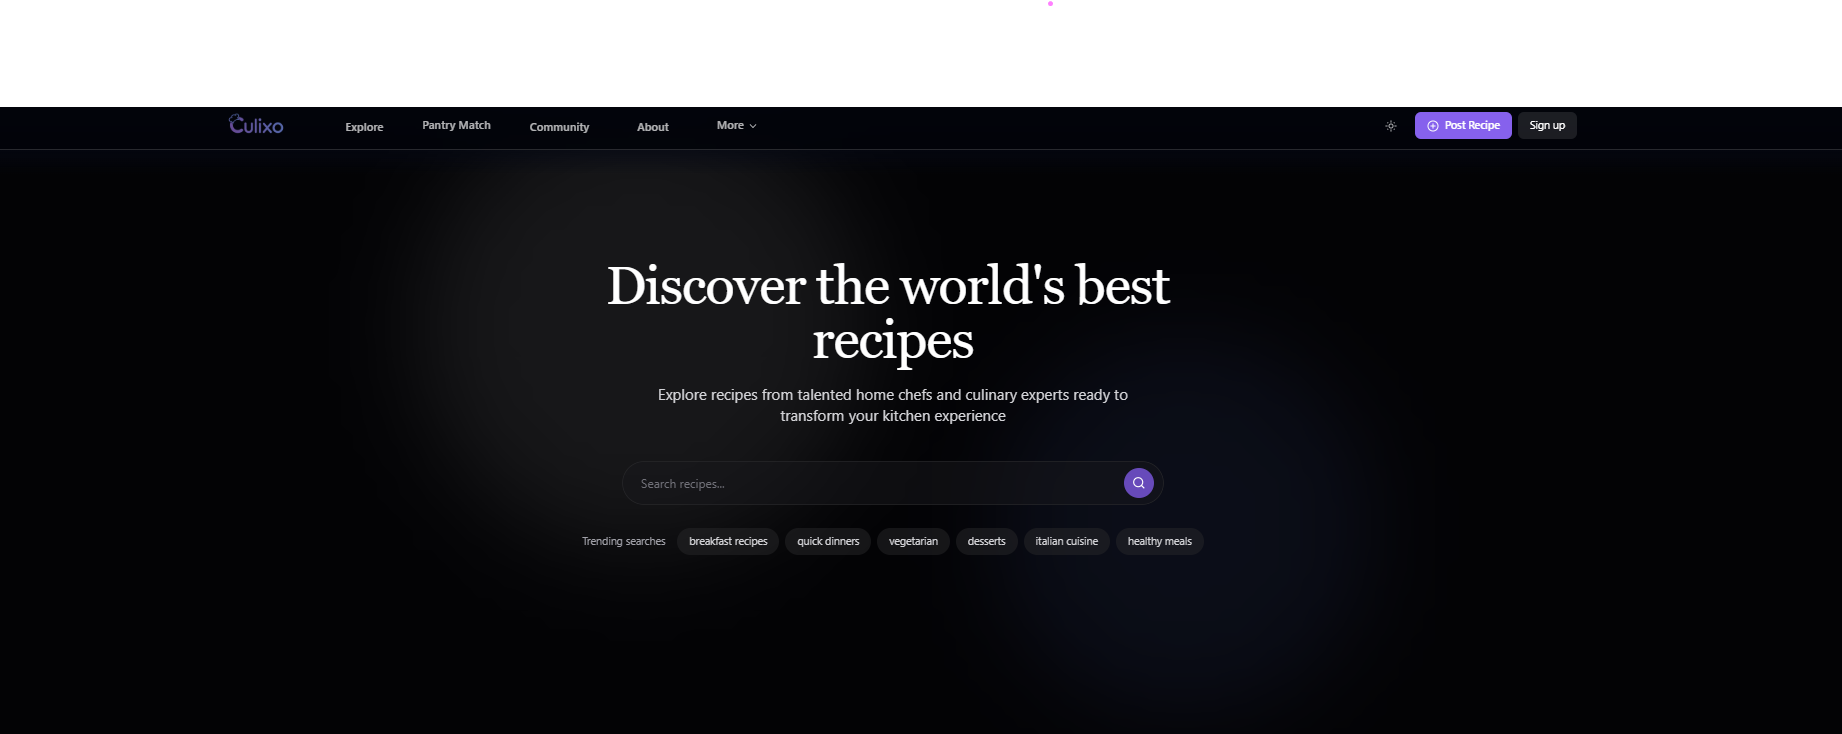 Culixo
Explore
Pantry Match
Community
About
More
Post Recipe
Sign up
Discover the world's best
recipes
Explore recipes from talented home chefs and culinary experts ready to
transform your kitchen experience
Search recipes...
Trending searches
breakfast recipes
quick dinners
vegetarian
desserts
italian cuisine
healthy meals